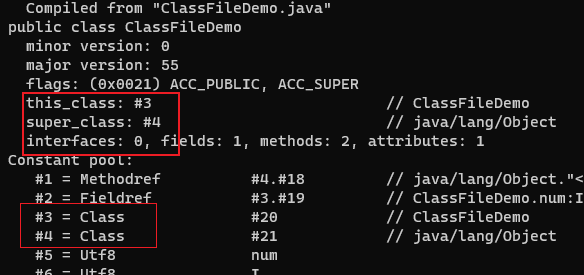 Compiled from "ClassFileDemo.java"
public class ClassFileDemo
minor version: 0
major version: 55
flags: (0x0021) ACC_PUBLIC, ACC_SUPER
this_class: #3 // ClassFileDemo
super_class: #4 // java/lang/Object
interfaces: 0, fields: 1, methods: 2, attributes: 1
Constant pool:
#1 = Methodref #4.#18 // java/lang/Object."<
#2 = Fieldref #3.#19 // ClassFileDemo.num:I
#3 = Class #20 // ClassFileDemo
#4 = Class #21 // java/lang/Object
#5 = Utf8 num
#6 = Utf8 I